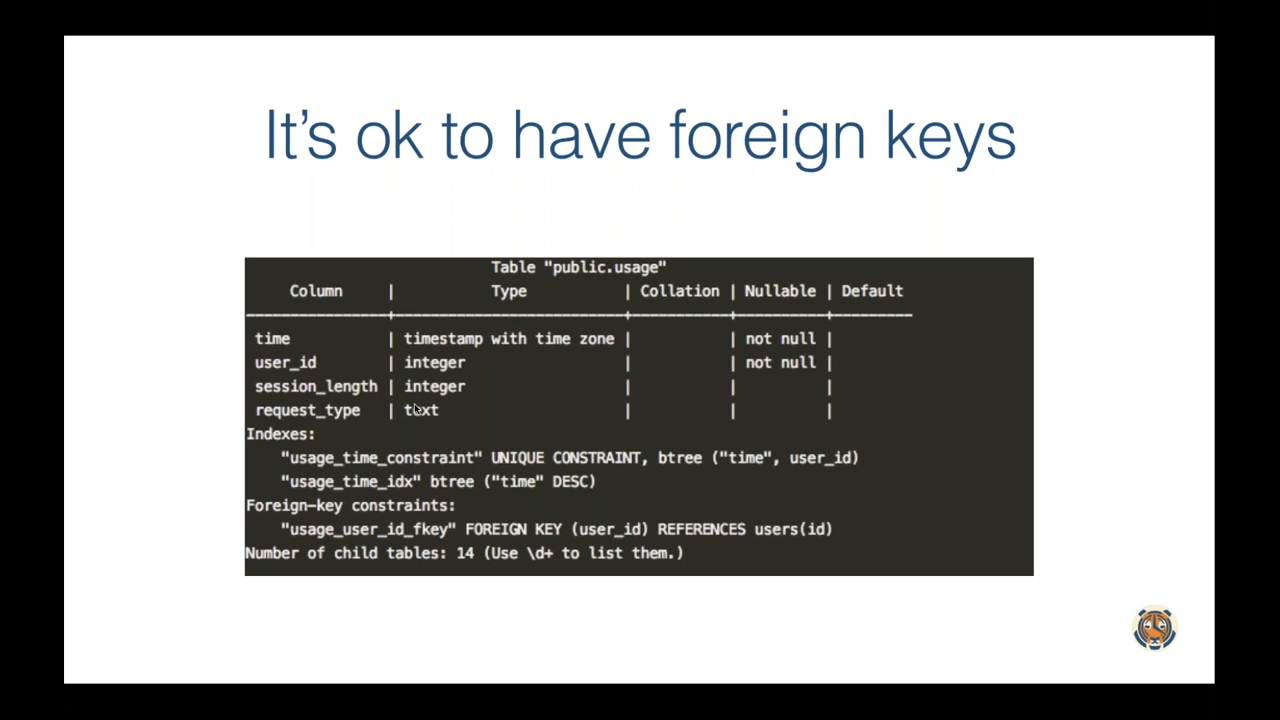 It's ok to have foreign keys
Table "public.usage"
Column | Type | Collation | Nullable | Default
time | timestamp with time zone | | not null |
user_id | integer | | not null |
session_length | integer | | |
request_type | text | | |
Indexes:
"usage_time_constraint" UNIQUE CONSTRAINT, btree ("time", user_id)
"usage_time_idx" btree ("time" DESC)
Foreign-key constraints:
"usage_user_id_fkey" FOREIGN KEY (user_id) REFERENCES users(id)
Number of child tables: 14 (Use \d+ to list them.)